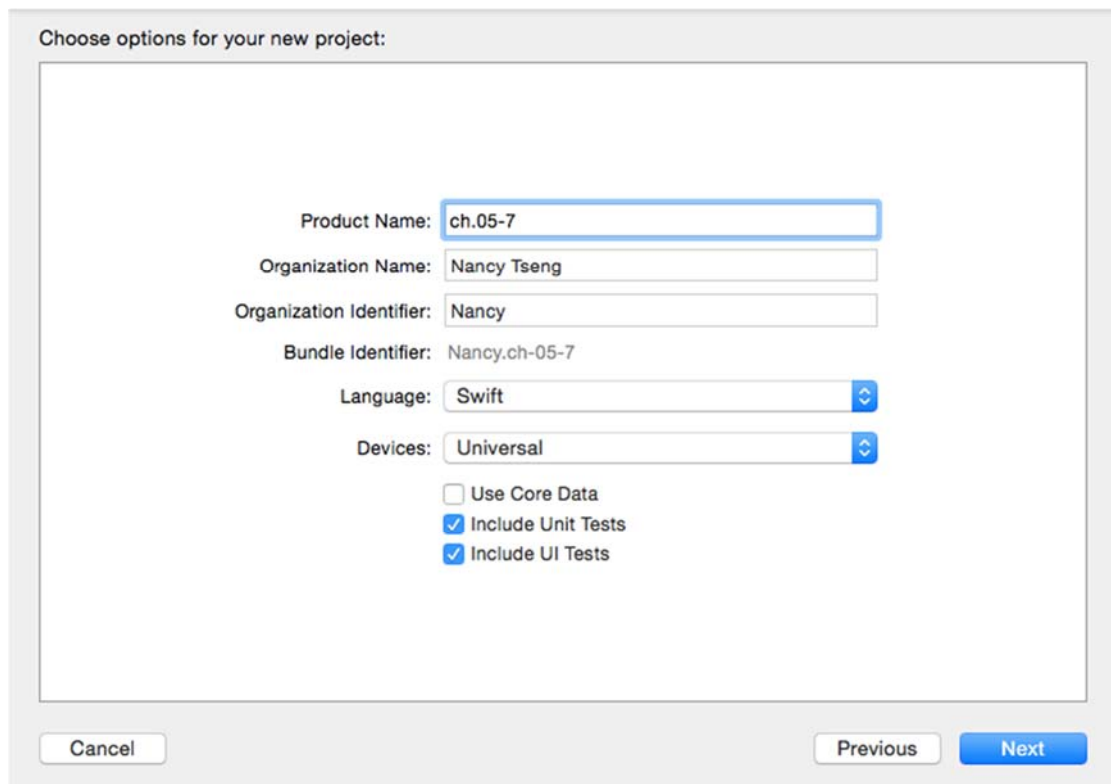 Choose options for your new project:
Product Name: ch.05-7
Organization Name: Nancy Tseng
Organization Identifier: Nancy
Bundle Identifier: Nancy.ch-05-7
Language: Swift
Devices: Universal
Use Core Data
Include Unit Tests
Include UI Tests
Cancel Previous Next